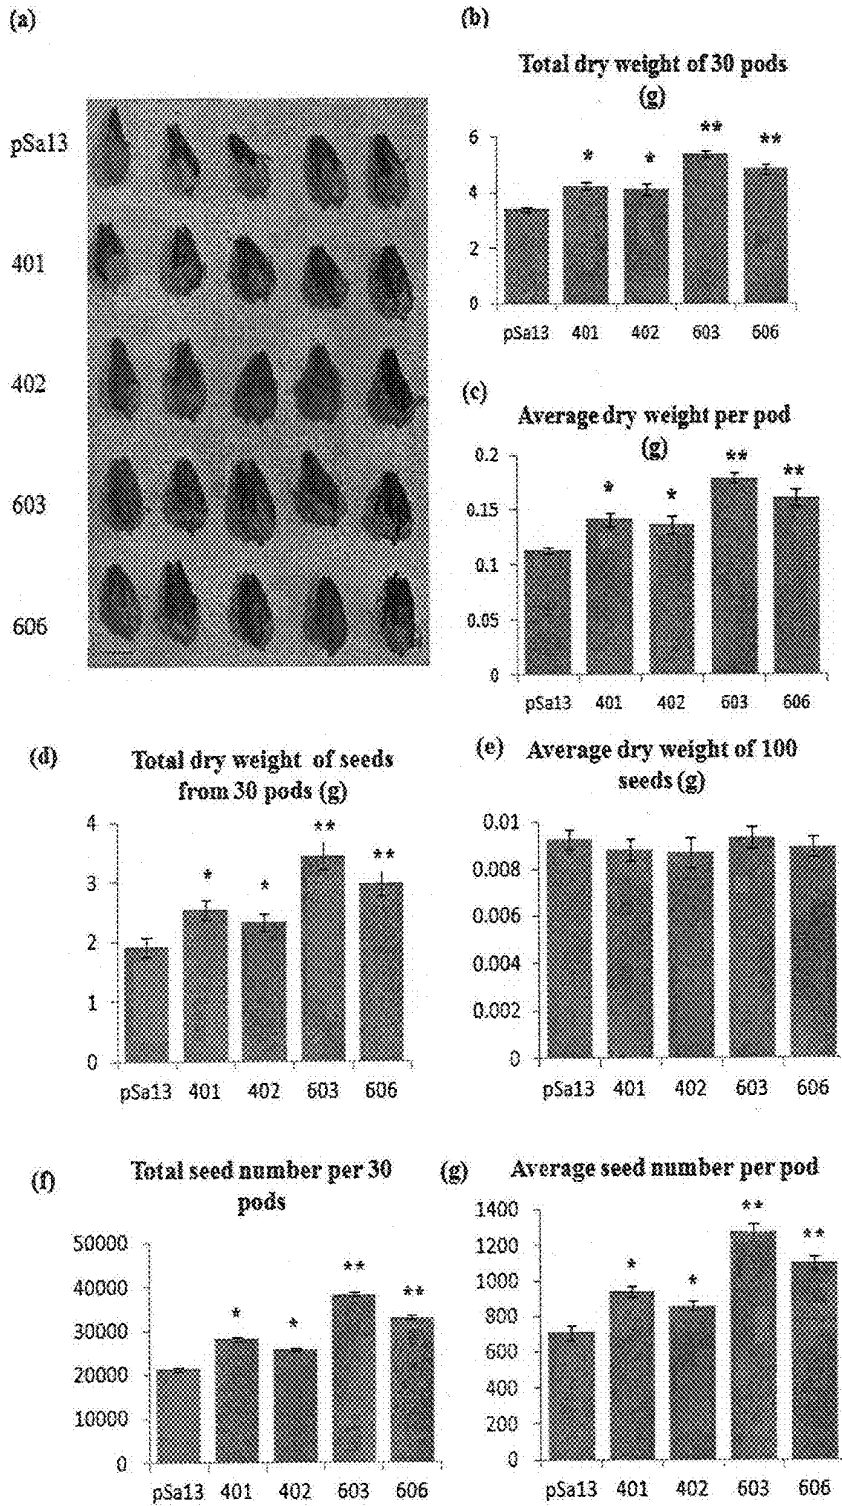 (a)
pSa13
401
402
603
606
(b)
Total dry weight of 30 pods
(g)
6
4
2
0
* * ** **
pSa13 401 402 603 606
(c)
Average dry weight per pod
(g)
0.2
0.15
0.1
0.05
0
* * ** **
pSa13 401 402 603 606
(d)
Total dry weight of seeds
from 30 pods (g)
4
3
2
1
0
* * ** **
pSa13 401 402 603 606
(e)
Average dry weight of 100
seeds (g)
0.01
0.008
0.006
0.004
0.002
0
pSa13 401 402 603 606
(f)
Total seed number per 30
pods
50000
40000
30000
20000
10000
0
* * ** **
pSa13 401 402 603 606
(g)
Average seed number per pod
1400
1200
1000
800
600
400
200
0
* * ** **
pSa13 401 402 603 606